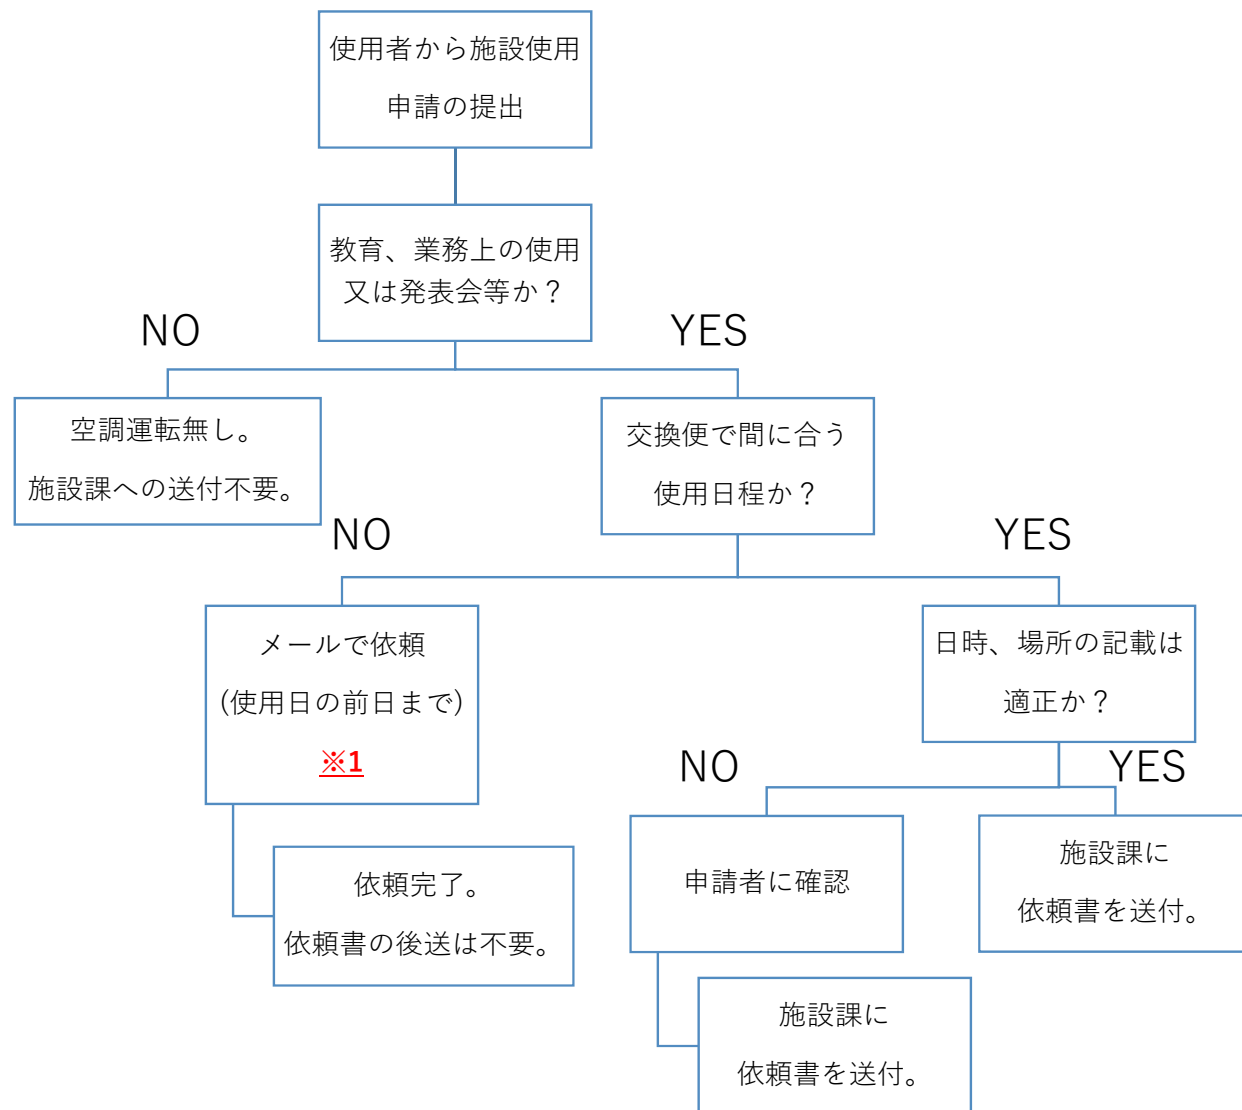 使用者から施設使用
申請の提出
教育、業務上の使用
又は発表会等か？
NO
YES
空調運転無し。
施設課への送付不要。
交換便で間に合う
使用日程か？
NO
YES
メールで依頼
(使用日の前日まで)
※1
日時、場所の記載は
適正か？
NO
YES
依頼完了。
依頼書の後送は不要。
申請者に確認
施設課に
依頼書を送付。
施設課に
依頼書を送付。